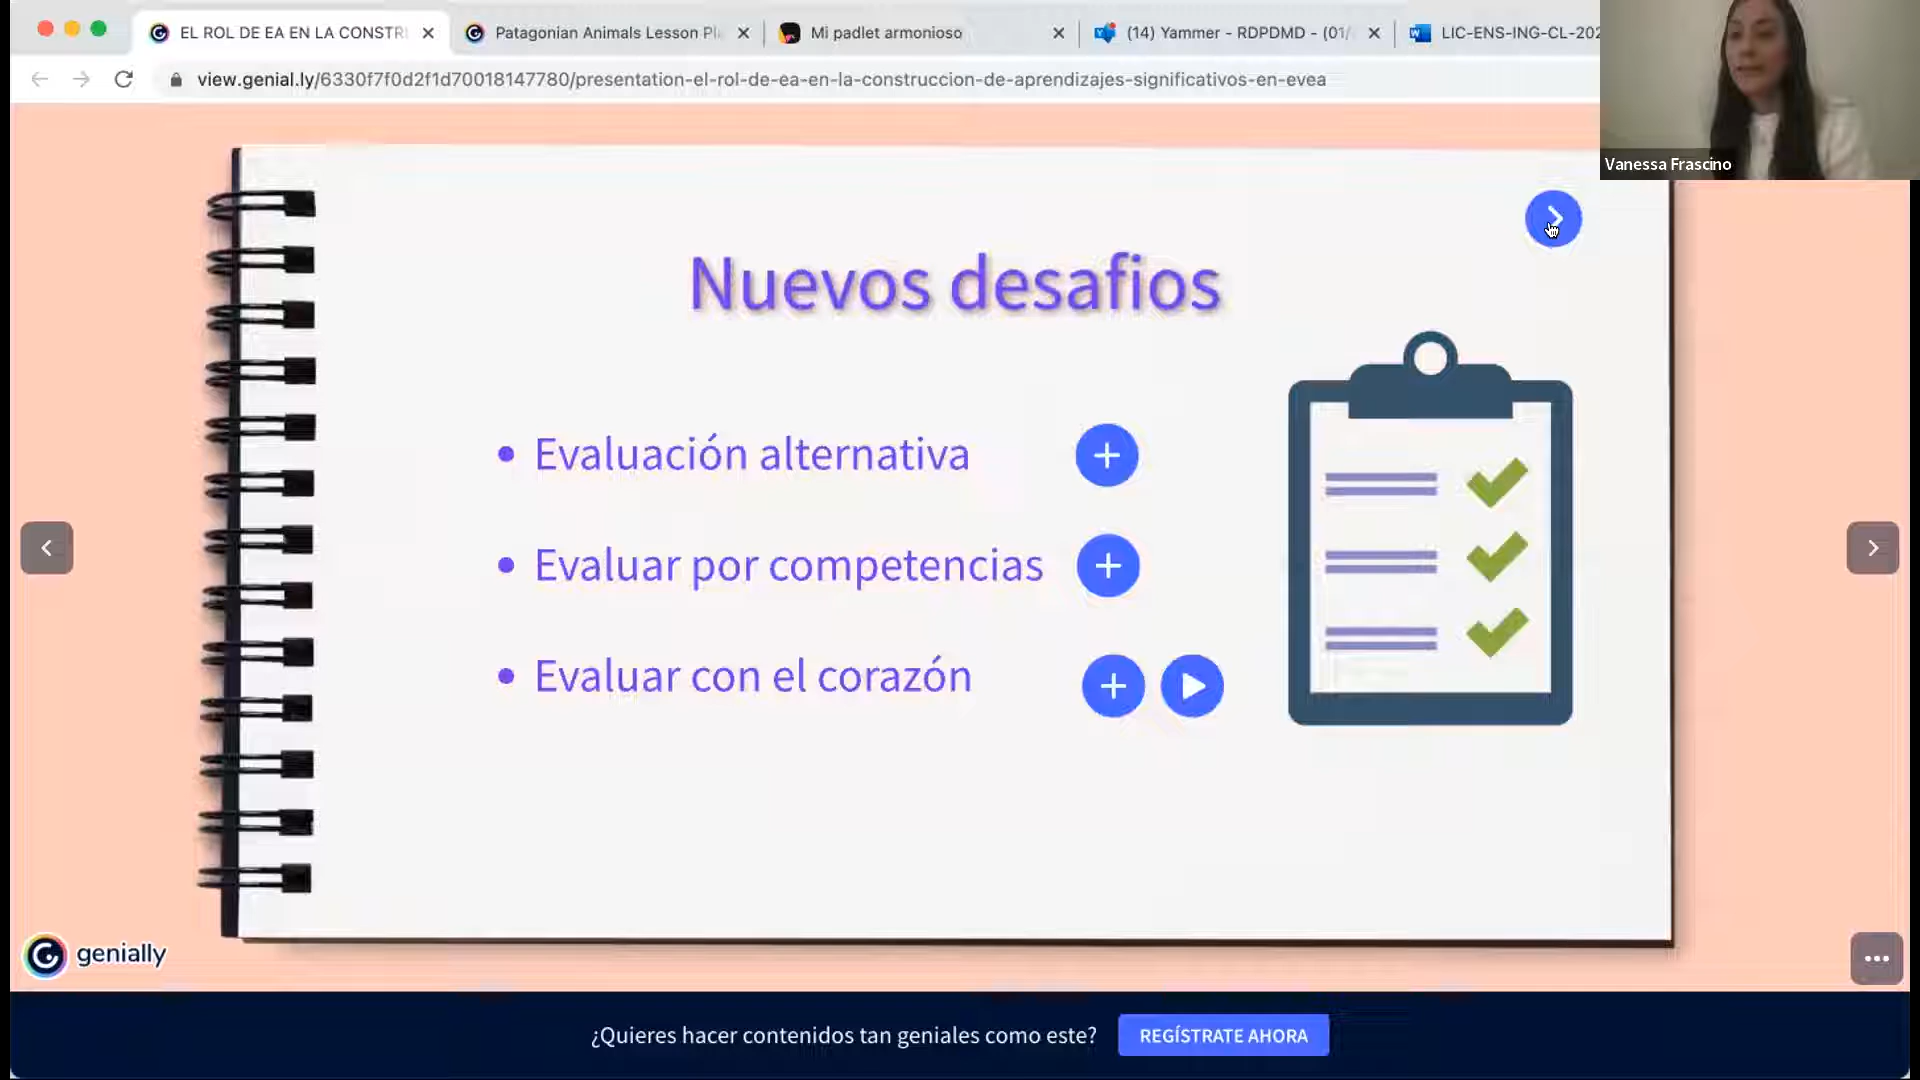 EL ROL DE EA EN LA CONSTRU
Patagonian Animals Lesson Pla
Mi padlet armonioso
(14) Yammer - RDPDMD - (01/
LIC-ENS-ING-CL-202
view.genial.ly/6330f7f0d2f1d70018147780/presentation-el-rol-de-ea-en-la-construccion-de-aprendizajes-significativos-en-evea
Vanessa Frascino
Nuevos desafios
• Evaluación alternativa
• Evaluar por competencias
• Evaluar con el corazón
genially
¿Quieres hacer contenidos tan geniales como este?
REGÍSTRATE AHORA